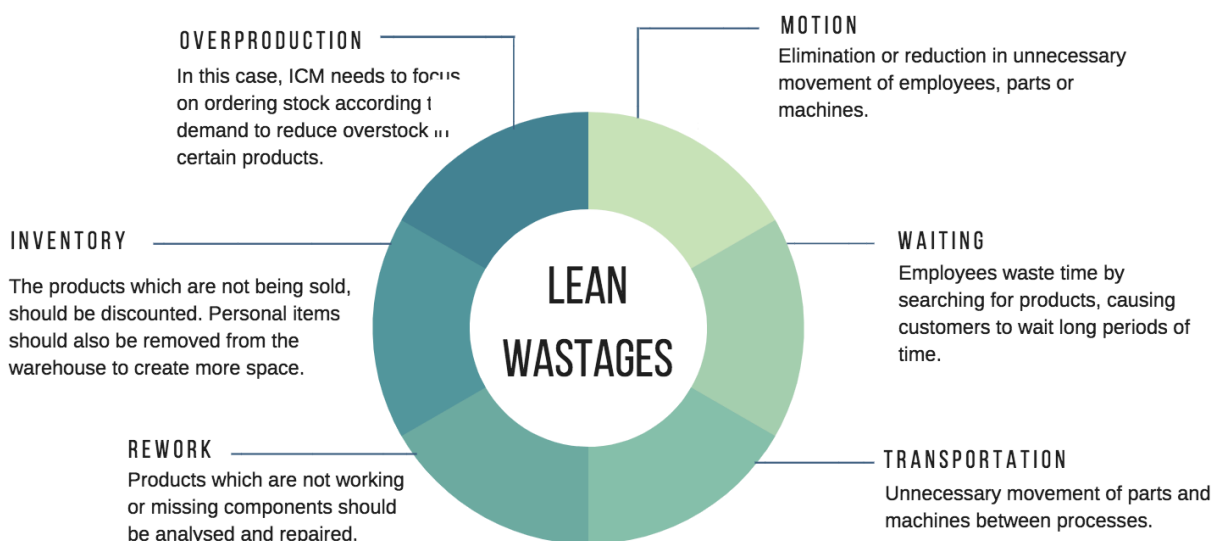 OVERPRODUCTION
In this case, ICM needs to focus
on ordering stock according t
demand to reduce overstock in
certain products.
MOTION
Elimination or reduction in unnecessary
movement of employees, parts or
machines.
INVENTORY
The products which are not being sold,
should be discounted. Personal items
should also be removed from the
warehouse to create more space.
WAITING
Employees waste time by
searching for products, causing
customers to wait long periods of
time.
LEAN
WASTAGES
REWORK
Products which are not working
or missing components should
be analysed and repaired.
TRANSPORTATION
Unnecessary movement of parts and
machines between processes.